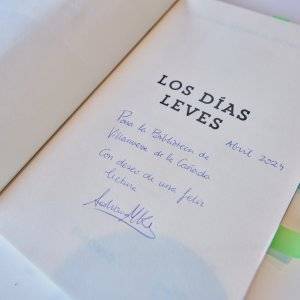 LOS DÍAS
LEVES
Para la Biblioteca de Abril 2024
Villanueva de la Cañada
Con deseo de una feliz
lectura